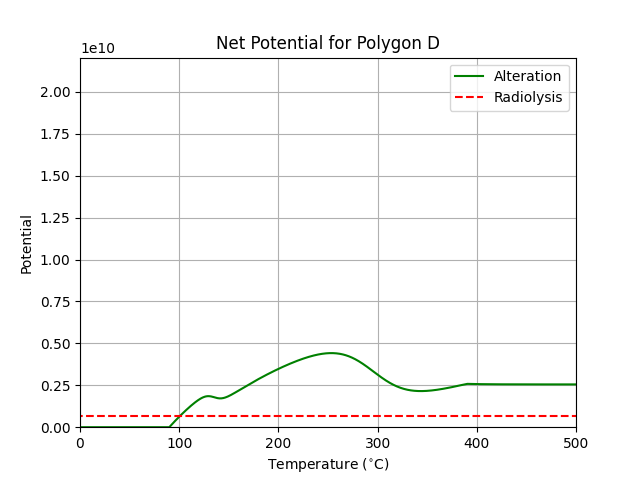 Net Potential for Polygon D
1e10
Alteration
Radiolysis
2.00
1.75
1.50
1.25
1.00
0.75
0.50
0.25
0.00
Potential
0 100 200 300 400 500
Temperature (°C)